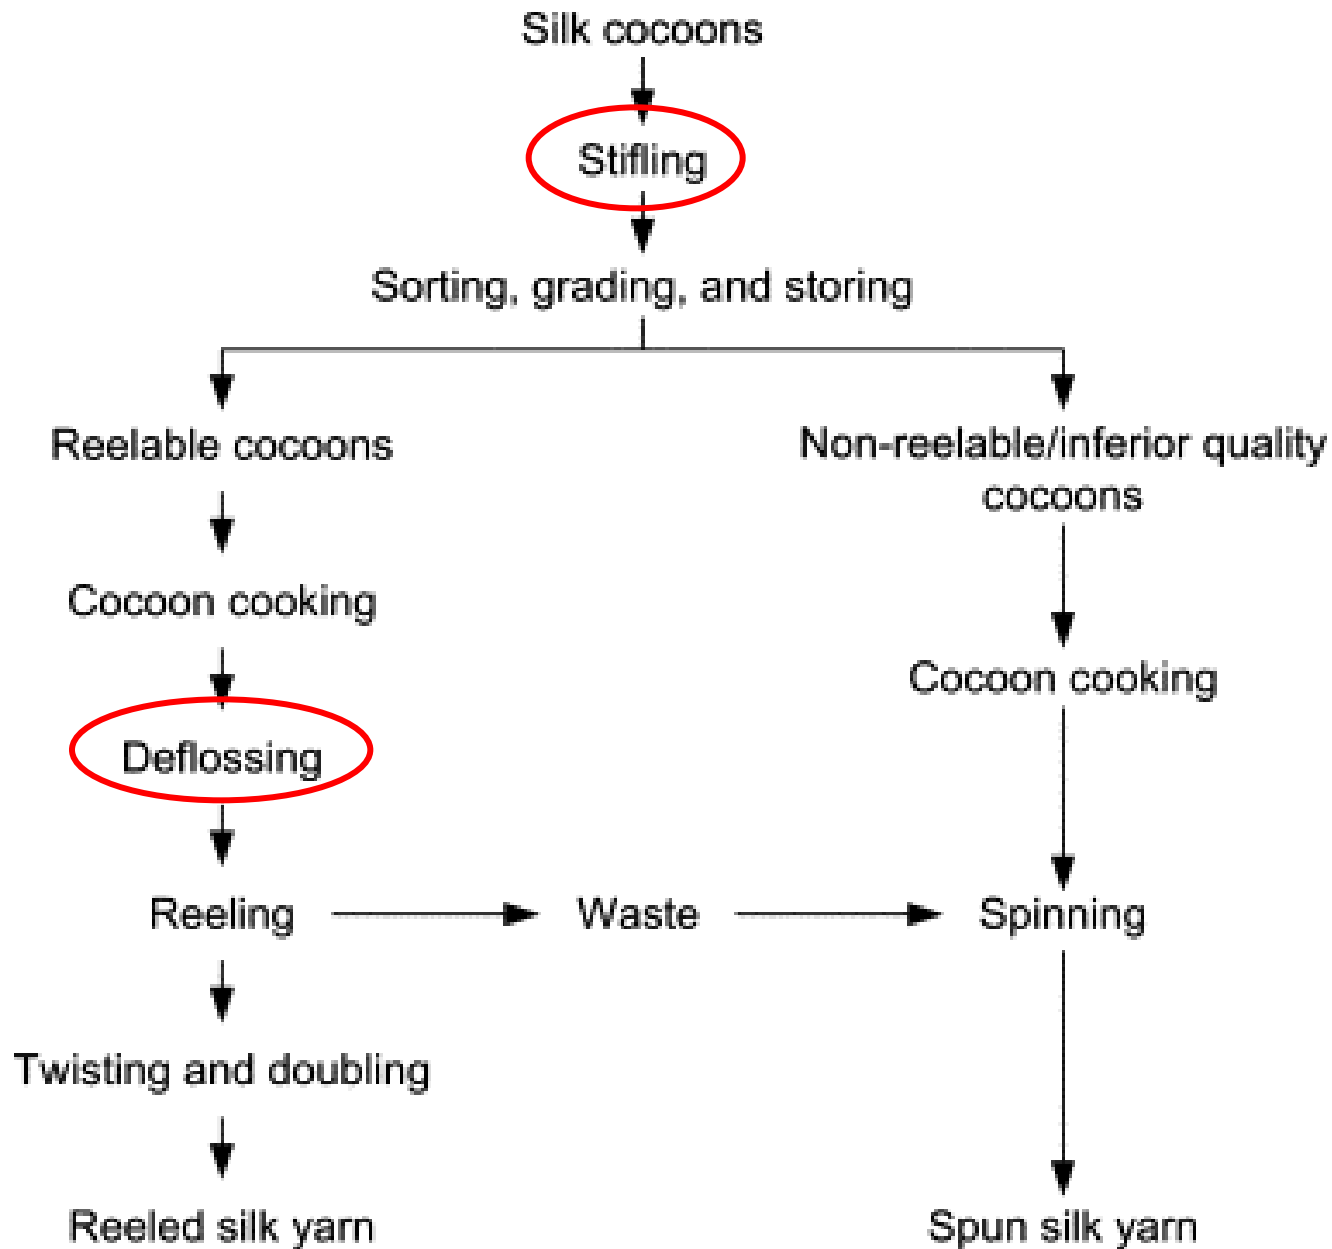 Silk cocoons
Stifling
Sorting, grading, and storing
Reelable cocoons
Non-reelable/inferior quality
cocoons
Cocoon cooking
Cocoon cooking
Deflossing
Reeling
Waste
Spinning
Twisting and doubling
Reeled silk yarn
Spun silk yarn